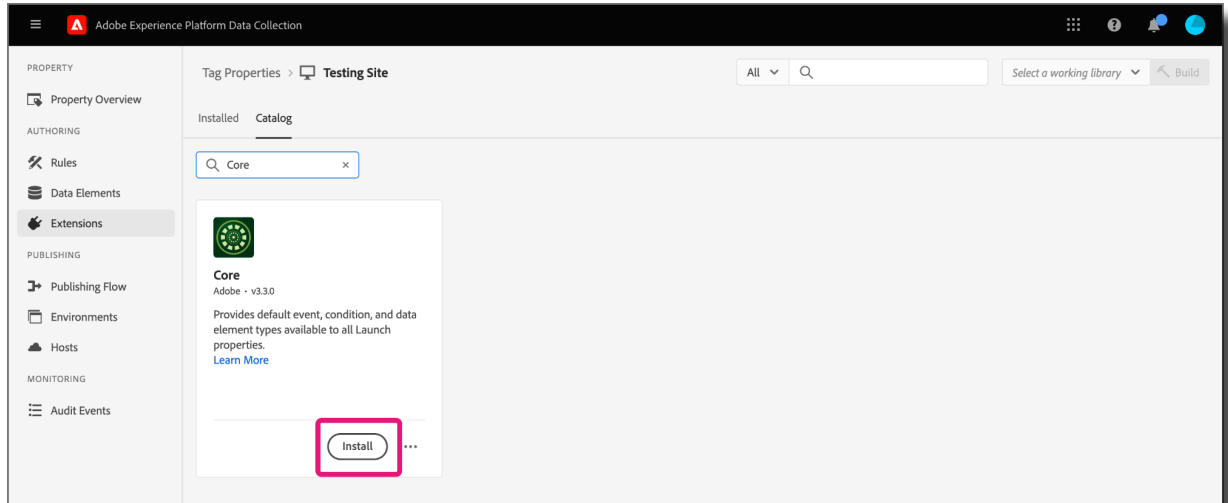 Adobe Experience Platform Data Collection
PROPERTY
Property Overview
AUTHORING
Rules
Data Elements
Extensions
PUBLISHING
Publishing Flow
Environments
Hosts
MONITORING
Audit Events
Tag Properties > Testing Site
All
Select a working library
Build
Installed Catalog
Core
Core
Adobe • v3.3.0
Provides default event, condition, and data
element types available to all Launch
properties.
Learn More
Install